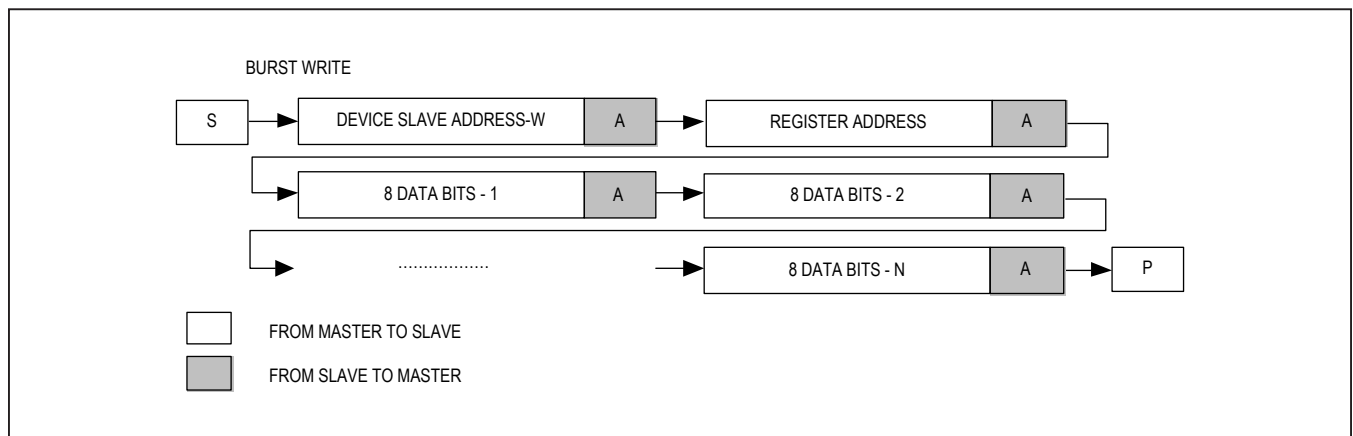 BURST WRITE
S DEVICE SLAVE ADDRESS-W A REGISTER ADDRESS A
8 DATA BITS - 1 A 8 DATA BITS - 2 A
.................. 8 DATA BITS - N A P
FROM MASTER TO SLAVE
FROM SLAVE TO MASTER